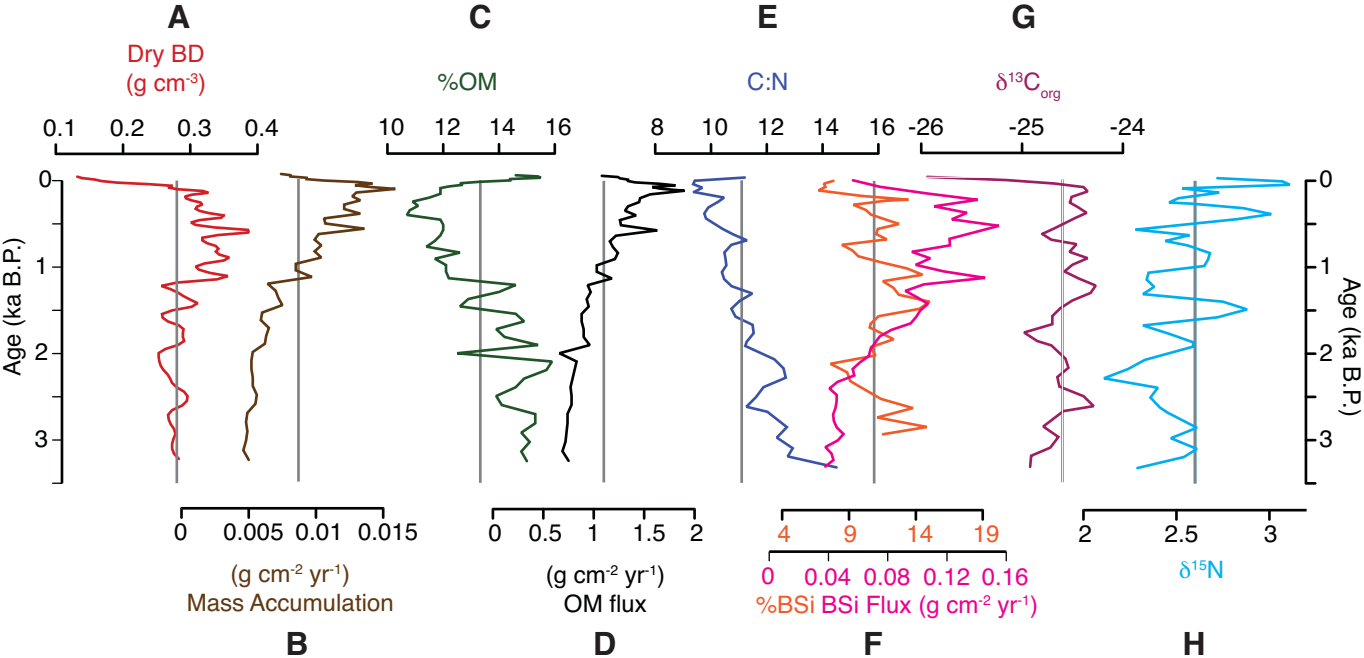 A C E G
Dry BD
(g cm-3) %OM C:N δ13Corg
0.1 0.2 0.3 0.4 10 12 14 16 8 10 12 14 16 -26 -25 -24
0 0
1 1
2 2
3 3
Age (ka B.P.) Age (ka B.P.)
0 0.005 0.010 0.015 0 0.5 1 1.5 2 4 9 14 19 2 2.5 3
(g cm-2 yr-1) (g cm-2 yr-1) 0 0.04 0.08 0.12 0.16 δ15N
Mass Accumulation OM flux %BSi BSi Flux (g cm-2 yr-1)
B D F H